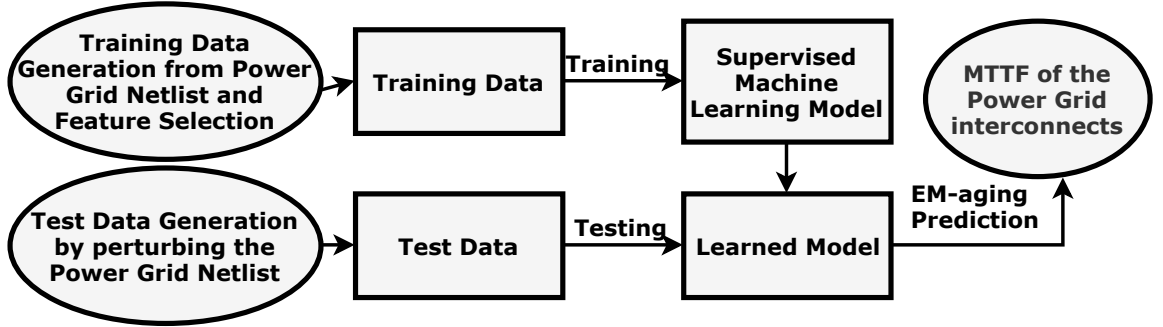 Training Data
Generation from Power
Grid Netlist and
Feature Selection
Training Data
Training
Supervised
Machine
Learning Model
MTTF of the
Power Grid
interconnects
Test Data Generation
by perturbing the
Power Grid Netlist
Test Data
Testing
Learned Model
EM-aging
Prediction